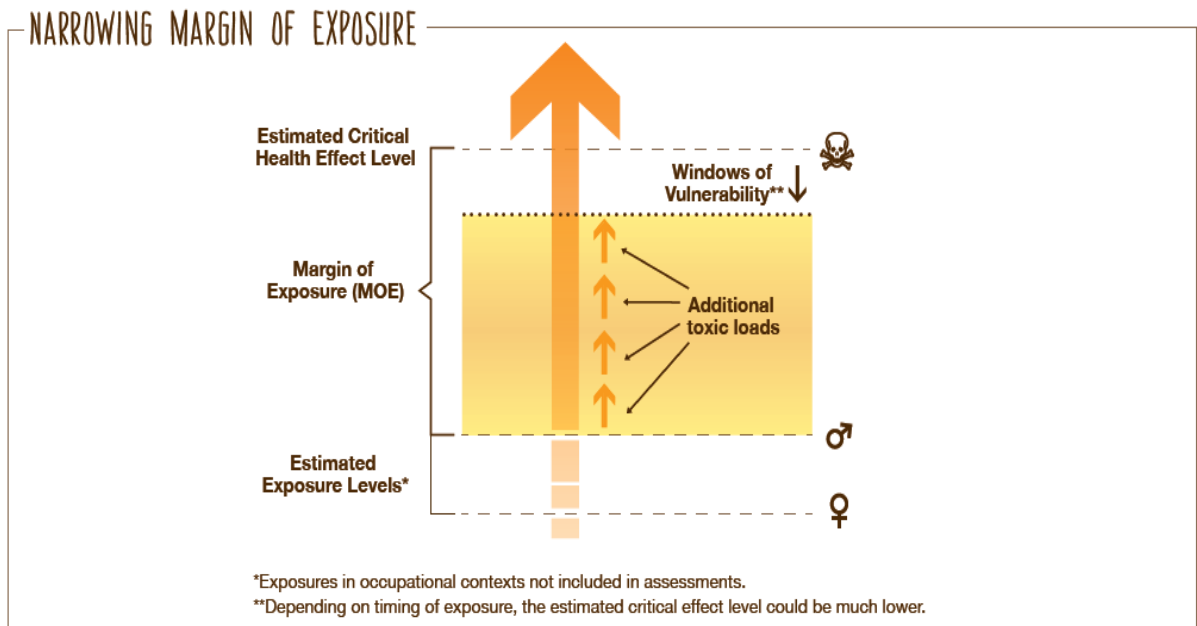 NARROWING MARGIN OF EXPOSURE
Estimated Critical
Health Effect Level
Windows of
Vulnerability**
Margin of
Exposure (MOE)
Additional
toxic loads
Estimated
Exposure Levels*
*Exposures in occupational contexts not included in assessments.
**Depending on timing of exposure, the estimated critical effect level could be much lower.